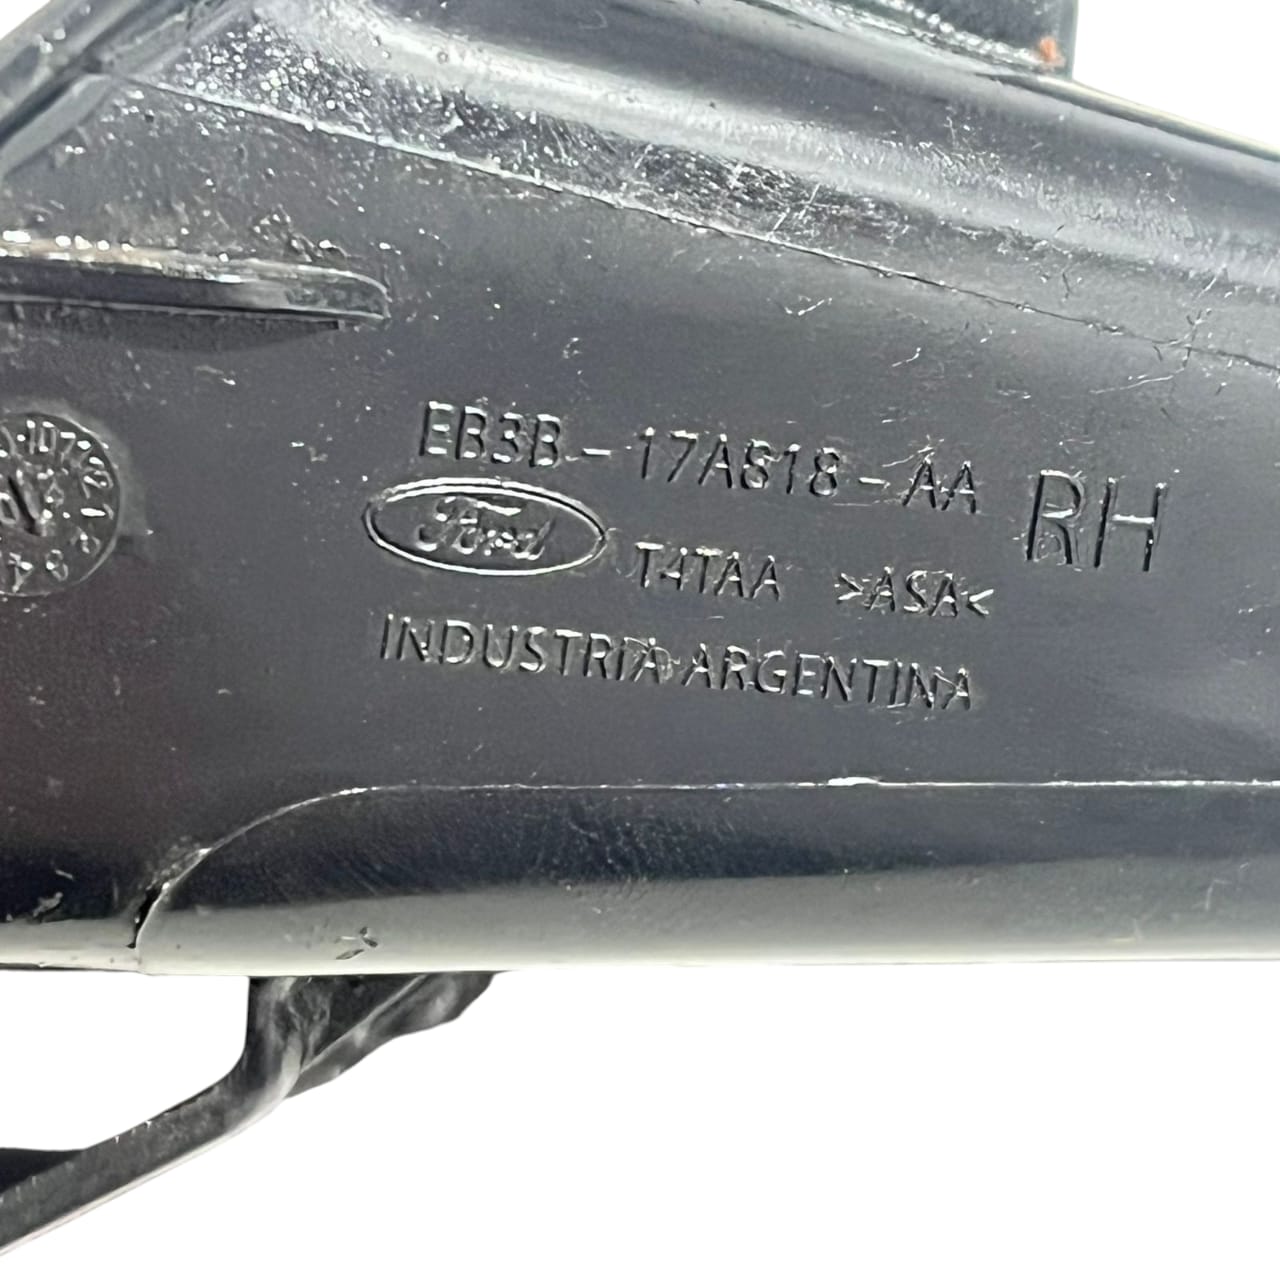 EB3B-17A818-AA RH
Ford T4TAA >ASA<
INDUSTRIA ARGENTINA